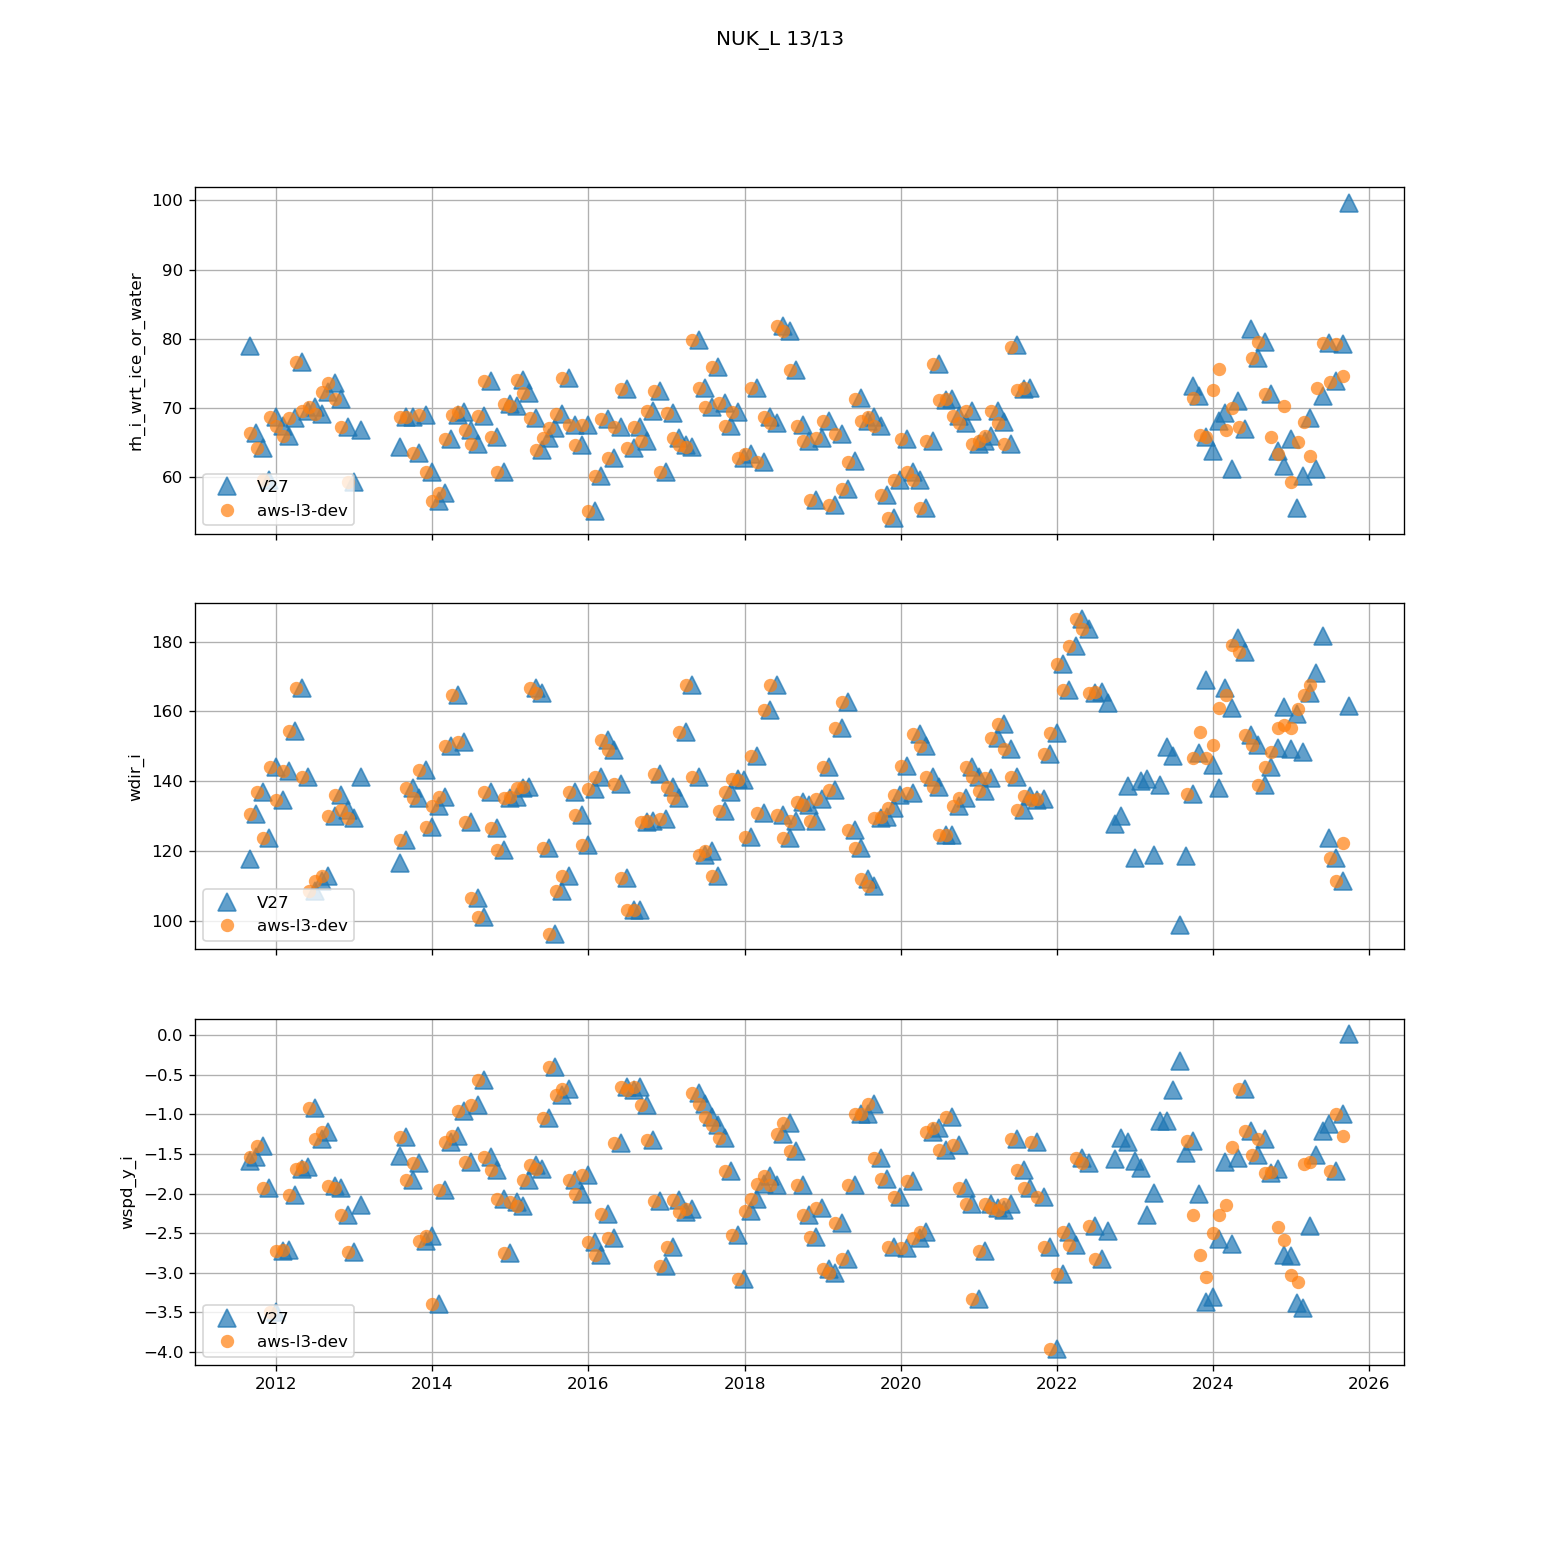 NUK_L 13/13
rh_i_wrt_ice_or_water
100
90
80
70
60
V27
aws-l3-dev
wdir_i
180
160
140
120
100
V27
aws-l3-dev
wspd_y_i
0.0
−0.5
−1.0
−1.5
−2.0
−2.5
−3.0
−3.5
−4.0
V27
aws-l3-dev
2012 2014 2016 2018 2020 2022 2024 2026